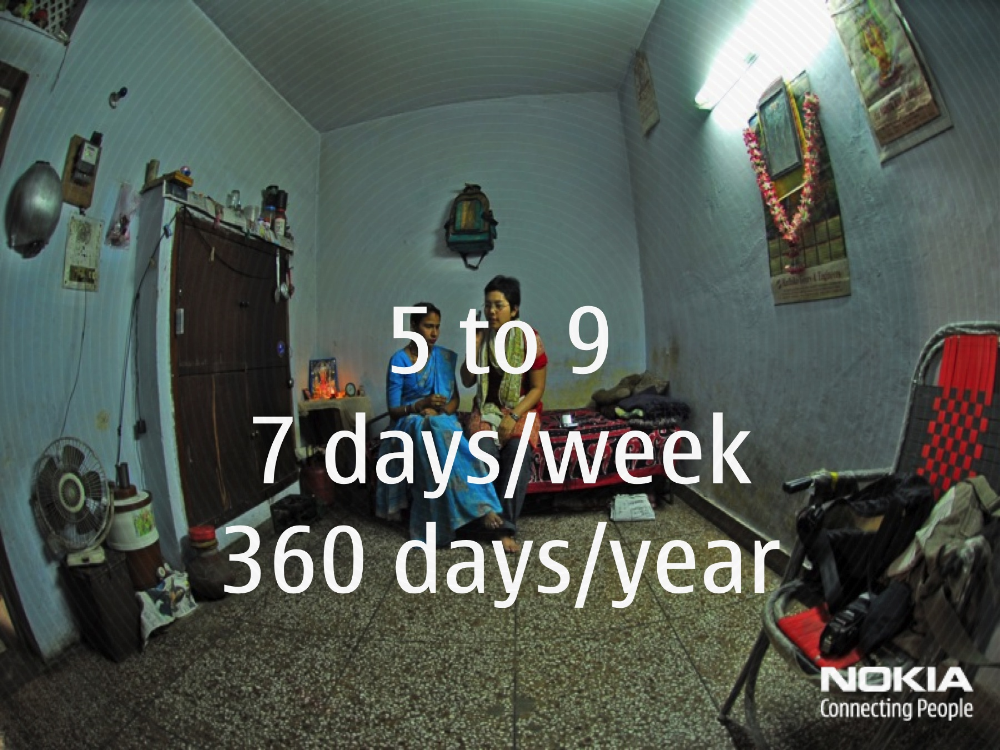 5 to 9
7 days/week
360 days/year
NOKIA
Connecting People